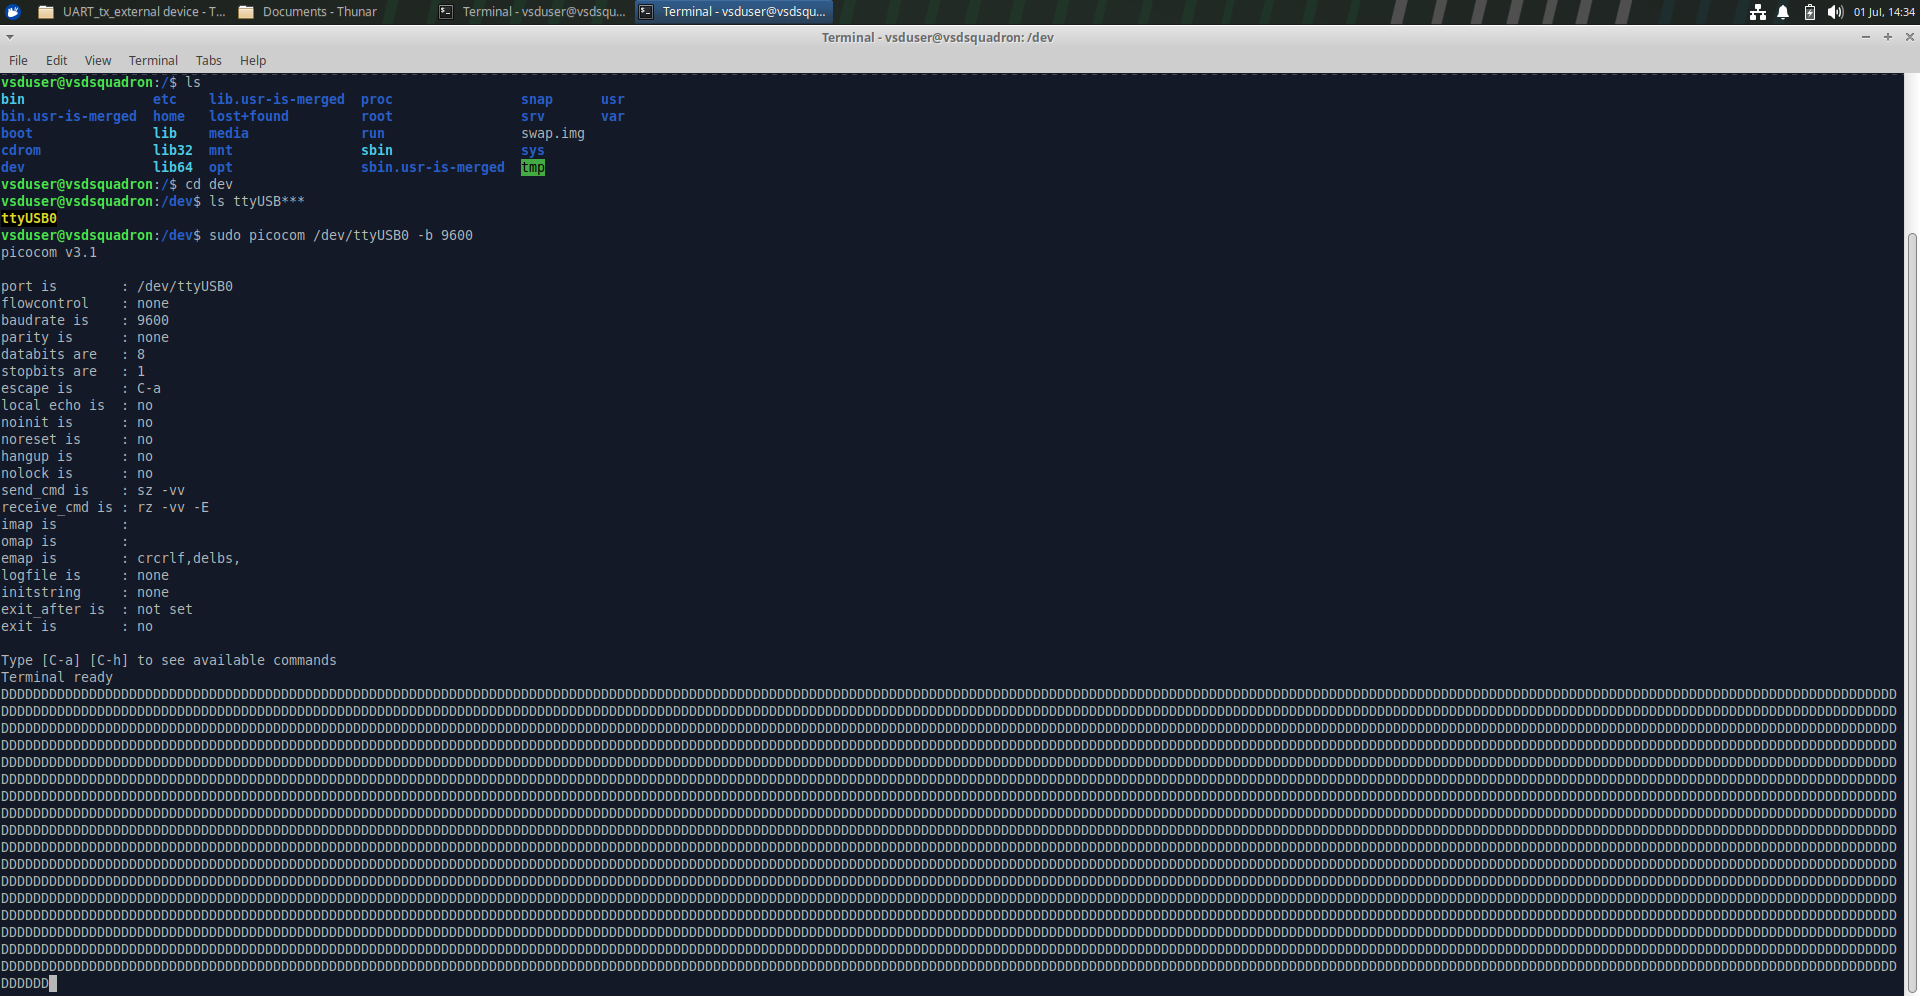 UART_tx_external device - T...
Documents - Thunar
Terminal - vsduser@vsdsqu...
Terminal - vsduser@vsdsqu...
01 Jul, 14:34
Terminal - vsduser@vsdsquadron: /dev
File Edit View Terminal Tabs Help
vsduser@vsdsquadron:/$ ls
bin etc lib.usr-is-merged proc snap usr
bin.usr-is-merged home lost+found root srv var
boot lib media run swap.img
cdrom lib32 mnt sbin sys
dev lib64 opt sbin.usr-is-merged tmp
vsduser@vsdsquadron:/$ cd dev
vsduser@vsdsquadron:/dev$ ls ttyUSB***
ttyUSB0
vsduser@vsdsquadron:/dev$ sudo picocom /dev/ttyUSB0 -b 9600
picocom v3.1
port is : /dev/ttyUSB0
flowcontrol : none
baudrate is : 9600
parity is : none
databits are : 8
stopbits are : 1
escape is : C-a
local echo is : no
noinit is : no
noreset is : no
hangup is : no
nolock is : no
send_cmd is : sz -vv
receive_cmd is : rz -vv -E
imap is :
omap is :
emap is : crcrlf,delbs,
logfile is : none
initstring : none
exit_after is : not set
exit is : no
Type [C-a] [C-h] to see available commands
Terminal ready
DDDDDD